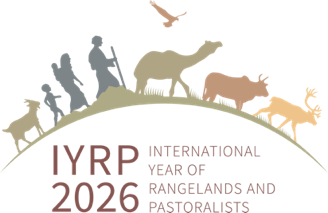 IYRP
2026
INTERNATIONAL
YEAR OF
RANGELANDS AND
PASTORALISTS